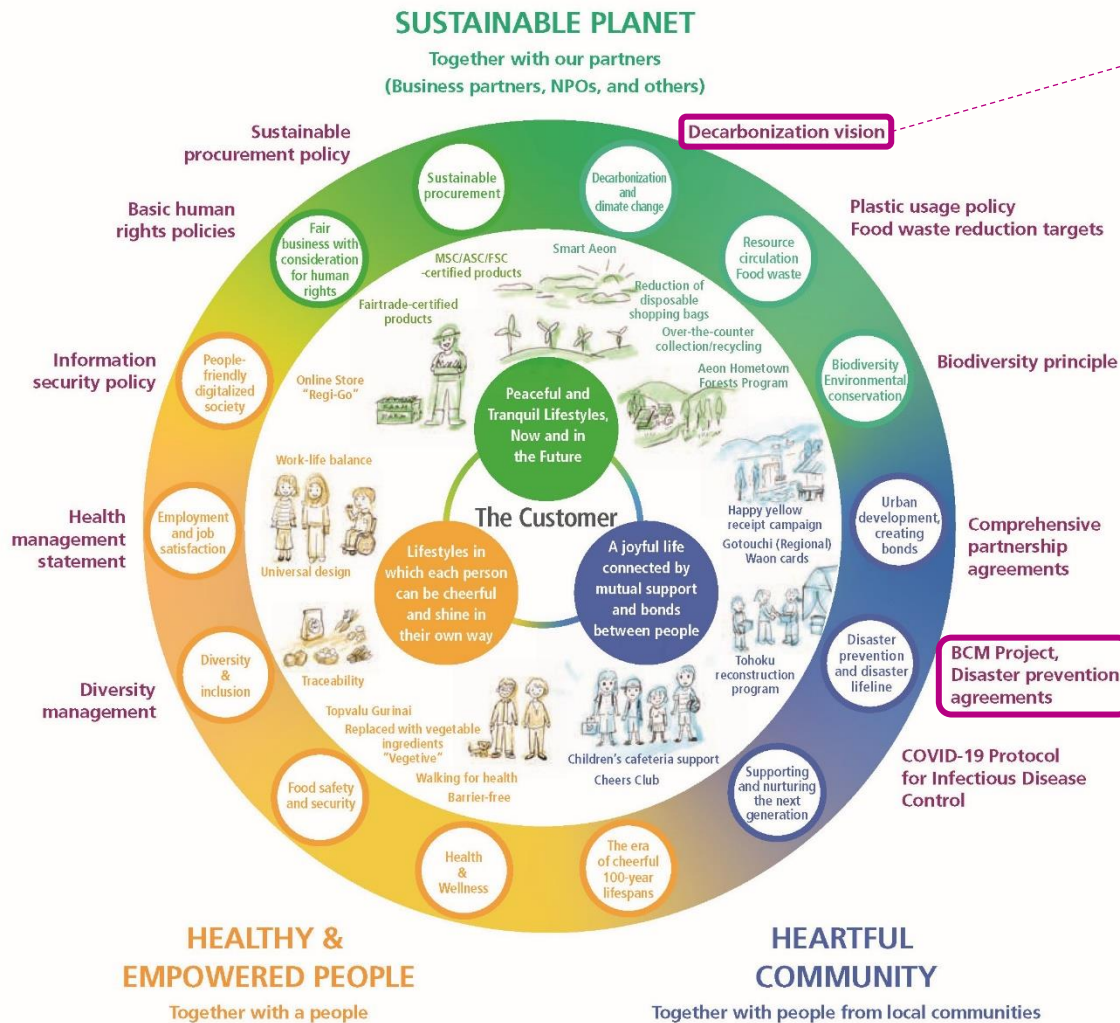 SUSTAINABLE PLANET
Together with our partners
(Business partners, NPOs, and others)
Decarbonization vision
Sustainable
procurement policy
Basic human
rights policies
Plastic usage policy
Food waste reduction targets
Information
security policy
Biodiversity principle
Health
management
statement
Comprehensive
partnership
agreements
Diversity
management
BCM Project,
Disaster prevention
agreements
COVID-19 Protocol
for Infectious Disease
Control
Sustainable
procurement
Decarbonization
and
climate change
Fair
business with
consideration
for human
rights
Resource
circulation
Food waste
People-
friendly
digitalized
society
Biodiversity
Environmental
conservation
Employment
and job
satisfaction
Urban
development,
creating
bonds
Diversity
&
inclusion
Disaster
prevention
and disaster
lifeline
Food safety
and security
Supporting
and nurturing
the next
generation
Health
&
Wellness
The era
of cheerful
100-year
lifespans
Smart Aeon
MSC/ASC/FSC
-certified products
Reduction of
disposable
shopping bags
Fairtrade-certified
products
Over-the-counter
collection/recycling
Aeon Hometown
Forests Program
Online Store
"Regi-Go"
Peaceful and
Tranquil Lifestyles,
Now and in
the Future
Work-life balance
Universal design
The Customer
Happy yellow
receipt campaign
Gotouchi (Regional)
Waon cards
Lifestyles in
which each person
can be cheerful
and shine in
their own way
A joyful life
connected by
mutual support
and bonds
between people
Traceability
Tohoku
reconstruction
program
Topvalu Gurinai
Replaced with vegetable
ingredients
"Vegetive"
Walking for health
Barrier-free
Children's cafeteria support
Cheers Club
HEALTHY &
EMPOWERED PEOPLE
Together with a people
HEARTFUL
COMMUNITY
Together with people from local communities